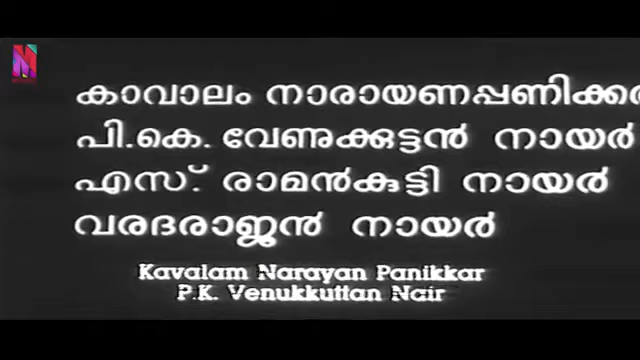 കാവാലം നാരായണപ്പണിക്കർ
പി.കെ. വേണുക്കുട്ടൻ നായർ
എസ്. രാമൻകുട്ടി നായർ
വരദരാജൻ നായർ
Kavalam Narayan Panikkar
P.K. Venukkuttan Nair